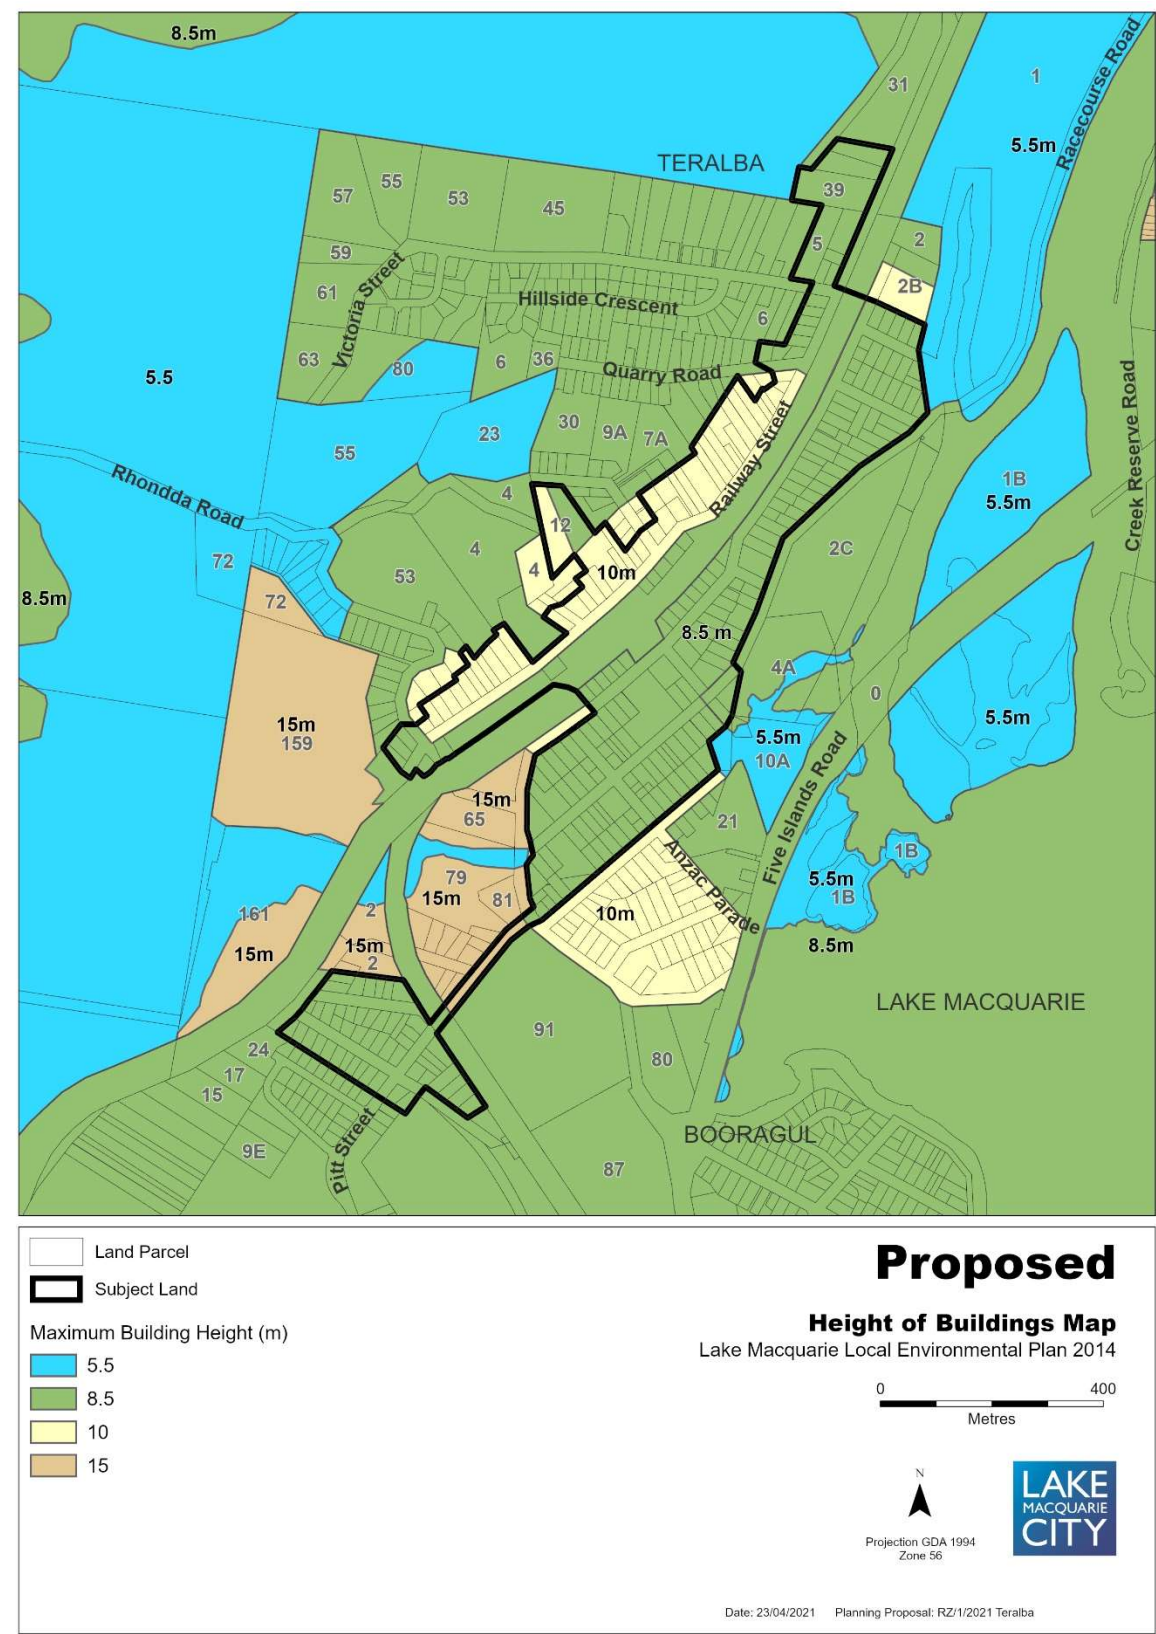 8.5m
31
1
Racecourse Road
5.5m
TERALBA
39
57
55
53
45
5
2
59
2B
61
Victoria Street
Hillside Crescent
6
63
80
6
36
Quarry Road
5.5
30
9A
7A
23
55
Railway Street
Creek Reserve Road
1B
5.5m
Rhondda Road
4
12
2C
4
72
53
4
10m
8.5m
72
8.5 m
4A
0
15m
159
5.5m
5.5m
10A
15m
65
21
Five Islands Road
Anzac Parade
1B
79
15m
81
5.5m
1B
161
2
10m
15m
15m
2
8.5m
LAKE MACQUARIE
91
24
80
17
15
BOORAGUL
Pitt Street
9E
87
Land Parcel
Subject Land
Maximum Building Height (m)
5.5
8.5
10
15
Proposed
Height of Buildings Map
Lake Macquarie Local Environmental Plan 2014
0 400
Metres
N
Projection GDA 1994
Zone 56
LAKE
MACQUARIE
CITY
Date: 23/04/2021 Planning Proposal: RZ/1/2021 Teralba